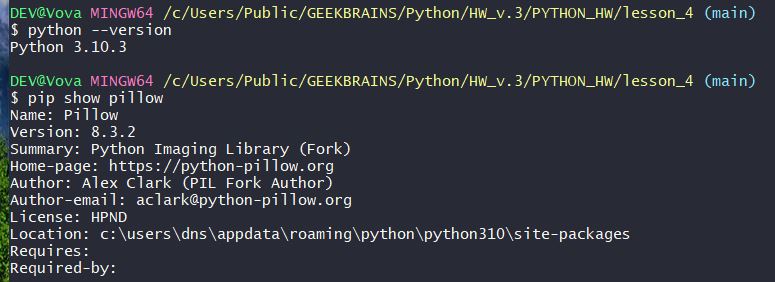 DEV@Vova MINGW64 /c/Users/Public/GEEKBRAINS/Python/HW_v.3/PYTHON_HW/lesson_4 (main)
$ python --version
Python 3.10.3
DEV@Vova MINGW64 /c/Users/Public/GEEKBRAINS/Python/HW_v.3/PYTHON_HW/lesson_4 (main)
$ pip show pillow
Name: Pillow
Version: 8.3.2
Summary: Python Imaging Library (Fork)
Home-page: https://python-pillow.org
Author: Alex Clark (PIL Fork Author)
Author-email: aclark@python-pillow.org
License: HPND
Location: c:\users\dns\appdata\roaming\python\python310\site-packages
Requires:
Required-by: